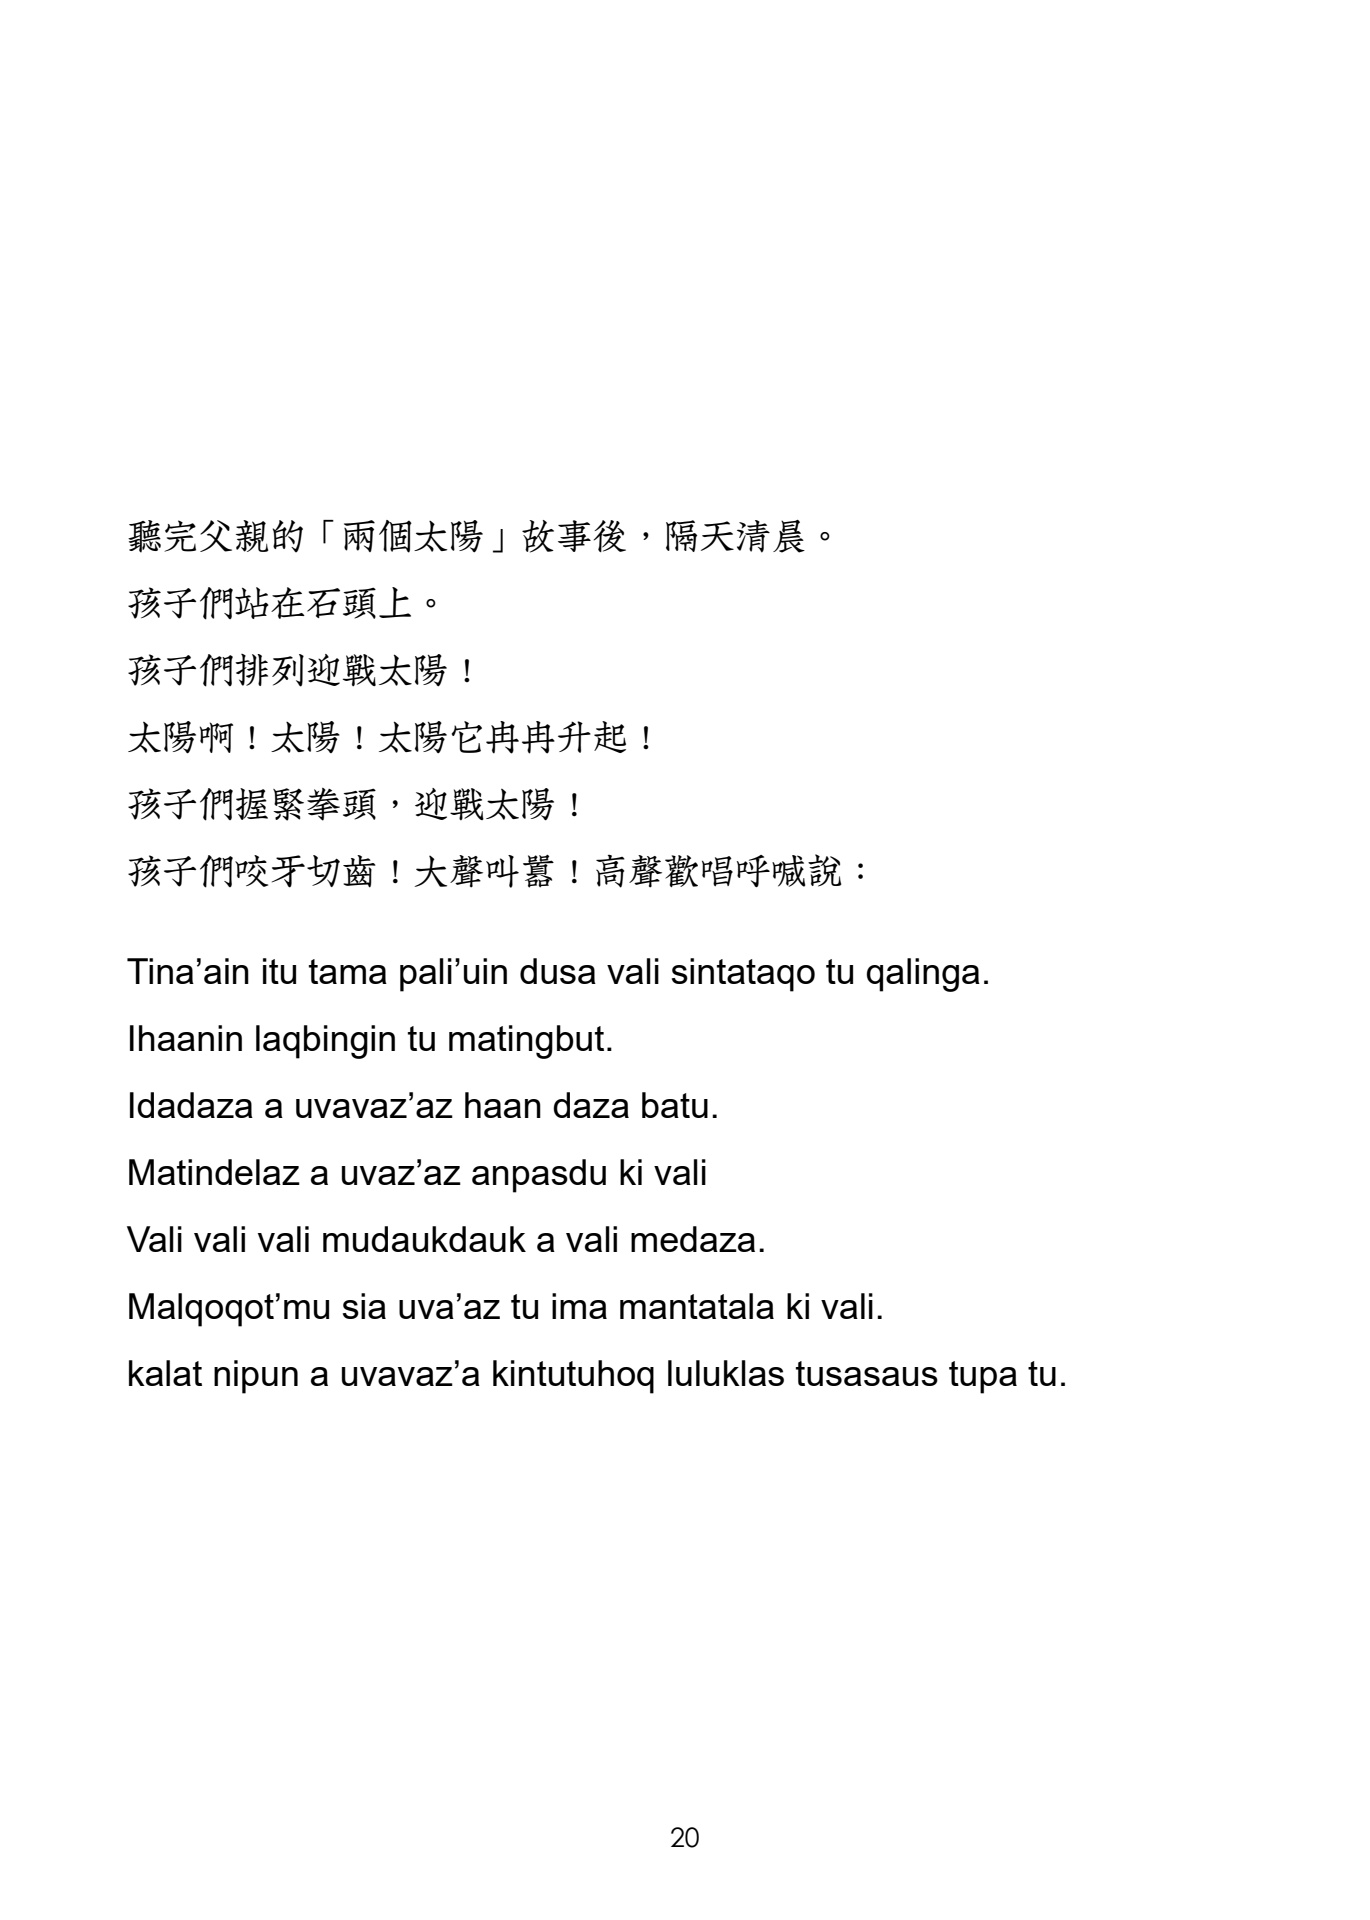 聽完父親的「兩個太陽」故事後，隔天清晨。
孩子們站在石頭上。
孩子們排列迎戰太陽！
太陽啊！太陽！太陽它冉冉升起！
孩子們握緊拳頭，迎戰太陽！
孩子們咬牙切齒！大聲叫囂！高聲歡唱呼喊說：
Tina’ain itu tama pali’uin dusa vali sintataqo tu qalinga.
Ihaanin laqbingin tu matingbut.
Idadaza a uvavaz’az haan daza batu.
Matindelaz a uvaz’az anpasdu ki vali
Vali vali vali mudaukdauk a vali medaza.
Malqoqot’mu sia uva’az tu ima mantatala ki vali.
kalat nipun a uvavaz’a kintutuhoq luluklas tusasaus tupa tu.
20